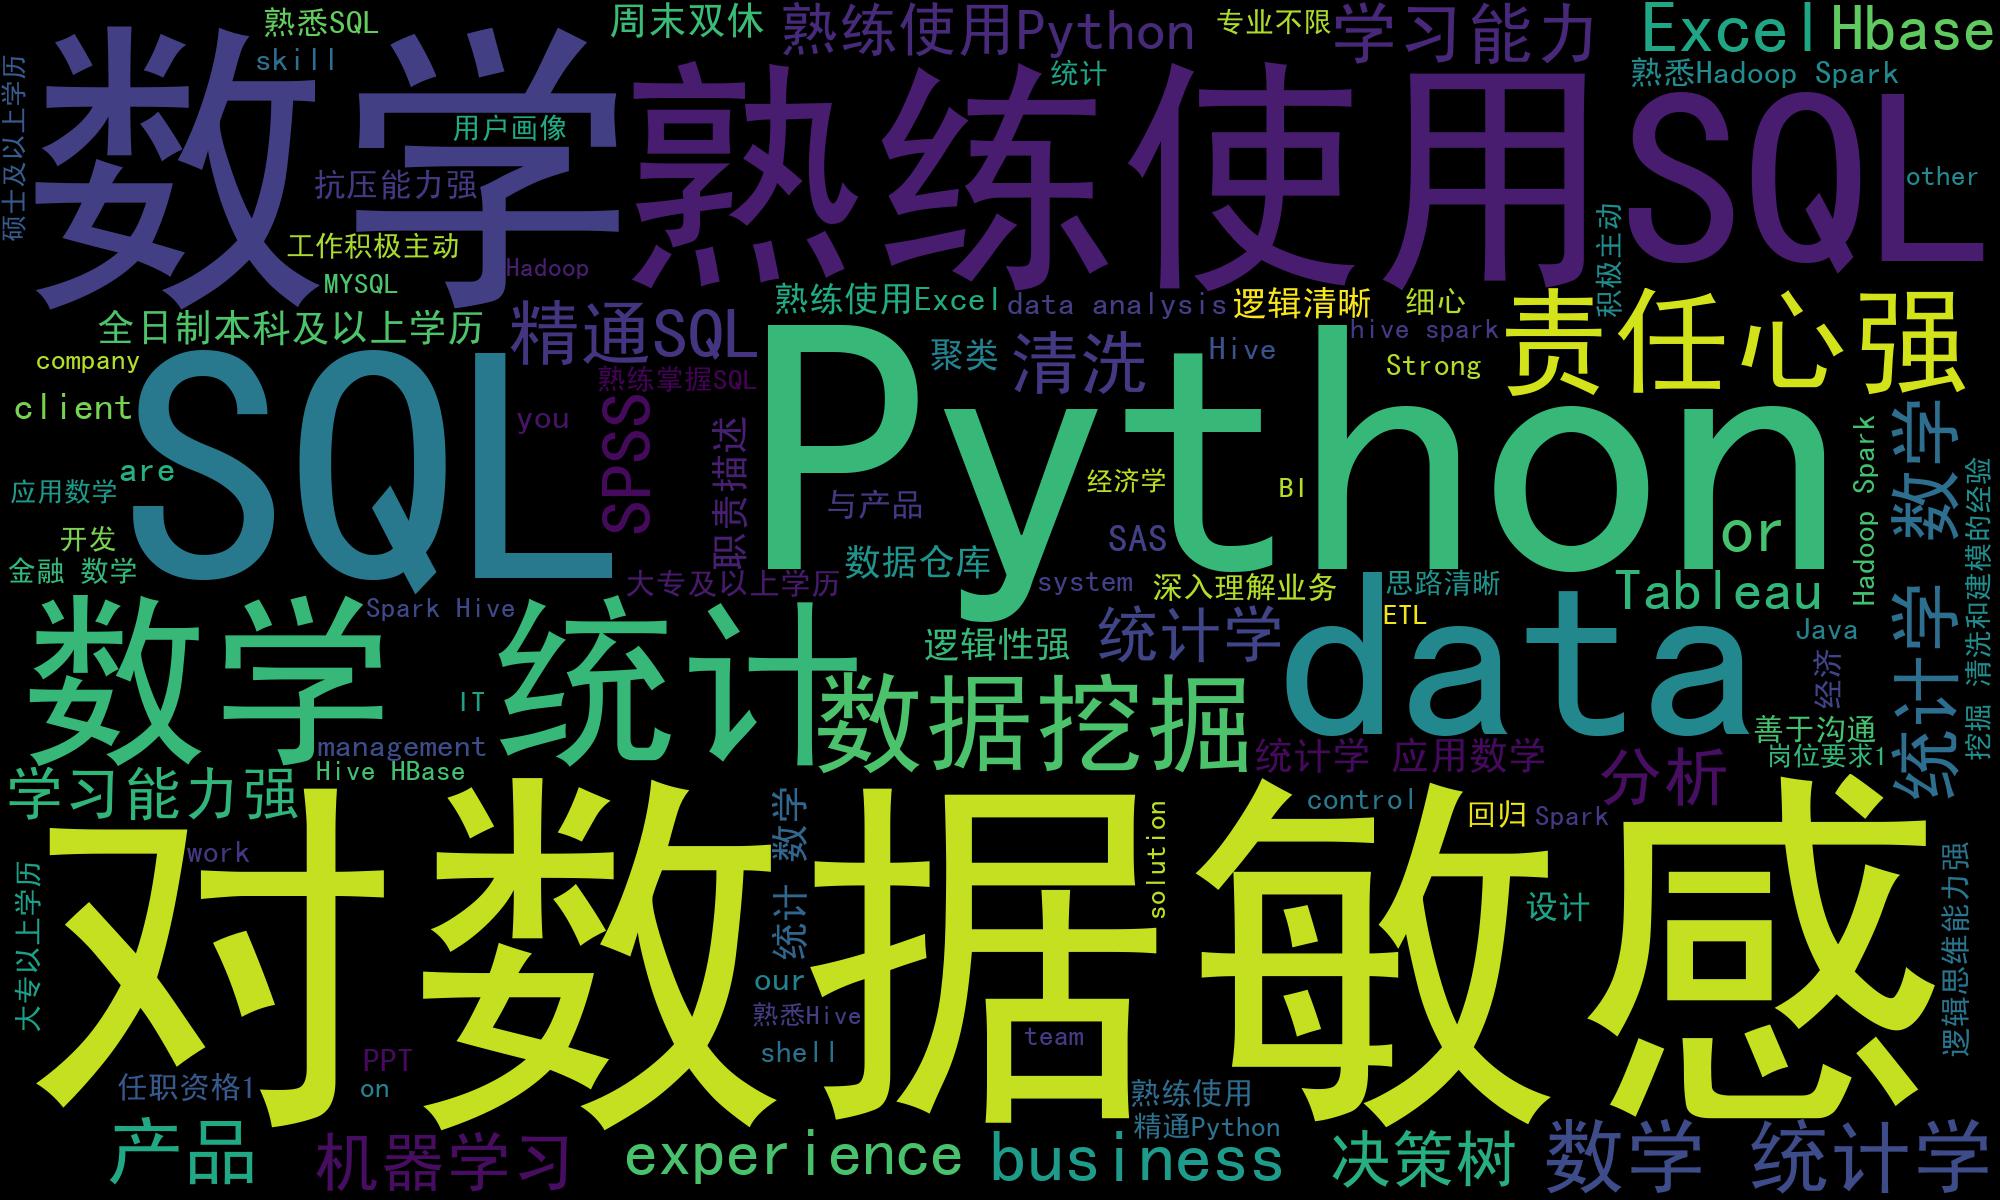 熟悉SQL
周末双休
熟练使用Python
专业不限
学习能力
Excel
Hbase
skill
统计
熟悉Hadoop Spark
硕士及以上学历
数学
用户画像
抗压能力强
熟练使用SQL
other
工作积极主动
Hadoop
MYSQL
积极主动
熟练使用Excel
data analysis
逻辑清晰
细心
责任心强
全日制本科及以上学历
精通SQL
hive spark
company
聚类
清洗
Hive
Strong
熟练掌握SQL
client
SQL
you
SPSS
职责描述
Python
经济学
BI
Hadoop Spark
统计学 数学
挖掘 清洗和建模的经验
are
应用数学
与产品
SAS
or
开发
金融 数学
数据仓库
大专及以上学历
system
深入理解业务
思路清晰
Tableau
Spark Hive
ETL
数学 统计
逻辑性强
统计学
data
Java
经济
IT
数据挖掘
善于沟通
management
统计学 应用数学
分析
岗位要求1
Hive HBase
学习能力强
统计 数学
solution
control
回归
Spark
对数据敏感
work
大专以上学历
设计
逻辑思维能力强
our
熟悉Hive
team
shell
PPT
任职资格1
on
熟练使用
精通Python
产品
机器学习
experience
business
决策树
数学 统计学